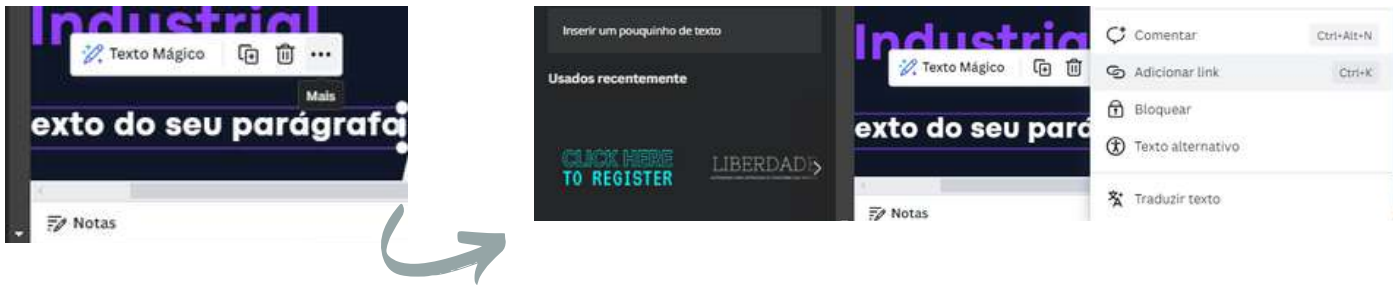 Industrial
Texto Mágico
Mais
exto do seu parágrafo
Notas
Inserir um pouquinho de texto
Usados recentemente
CLICK HERE
TO REGISTER
LIBERDADE
Industria
Texto Mágico
exto do seu pará
Notas
Comentar Ctrl+Alt+N
Adicionar link Ctrl+K
Bloquear
Texto alternativo
Traduzir texto